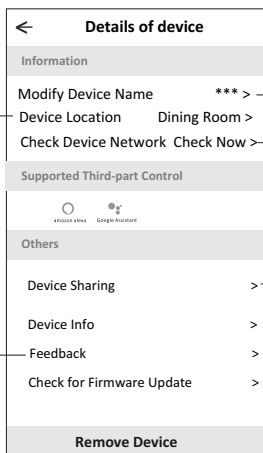 Details of device
Information
Modify Device Name *** >
Device Location Dining Room >
Check Device Network Check Now >
Supported Third-part Control
amazon alexa Google Assistant
Others
Device Sharing >
Device Info >
Feedback >
Check for Firmware Update >
Remove Device